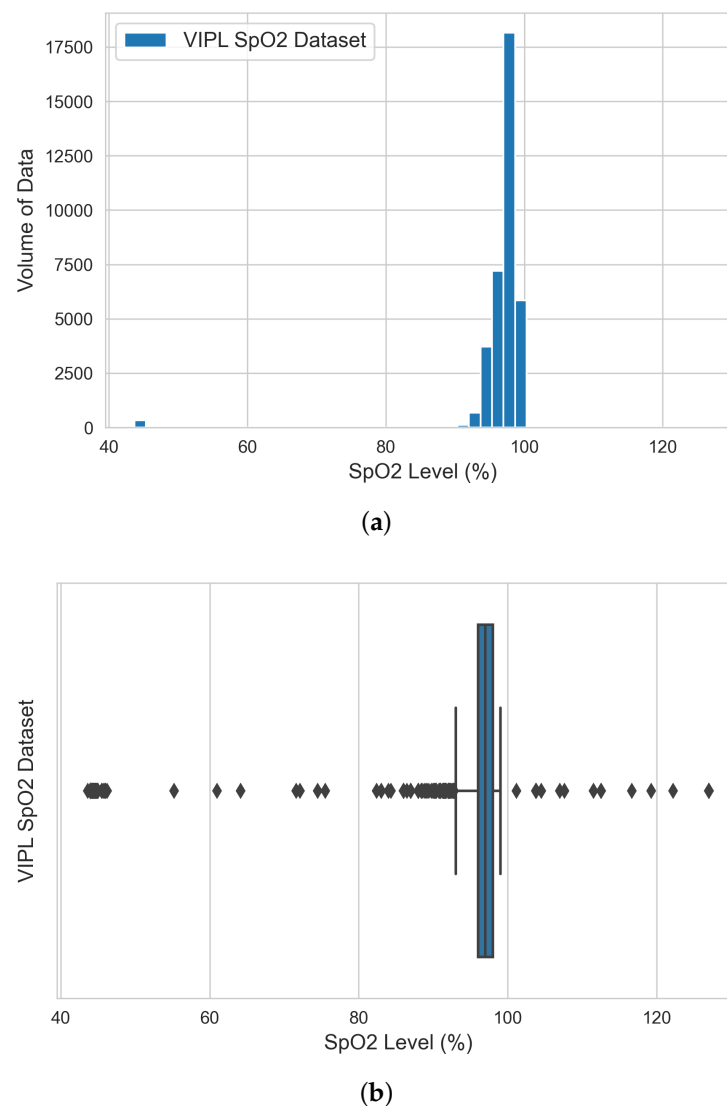 VIPL SpO2 Dataset
17500
15000
12500
10000
7500
5000
2500
0
Volume of Data
40 60 80 100 120
SpO2 Level (%)
(a)
VIPL SpO2 Dataset
40 60 80 100 120
SpO2 Level (%)
(b)